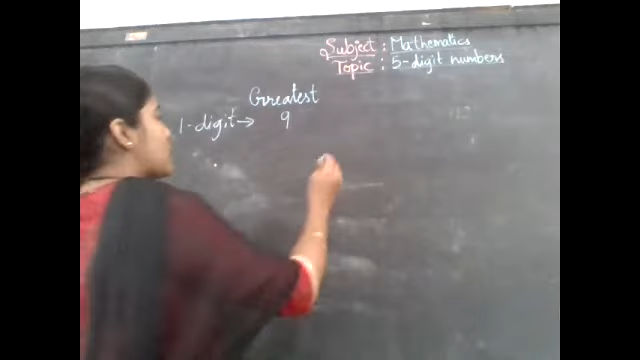 Subject : Mathematics
Topic : 5-digit numbers
Greatest
1-digit → 9